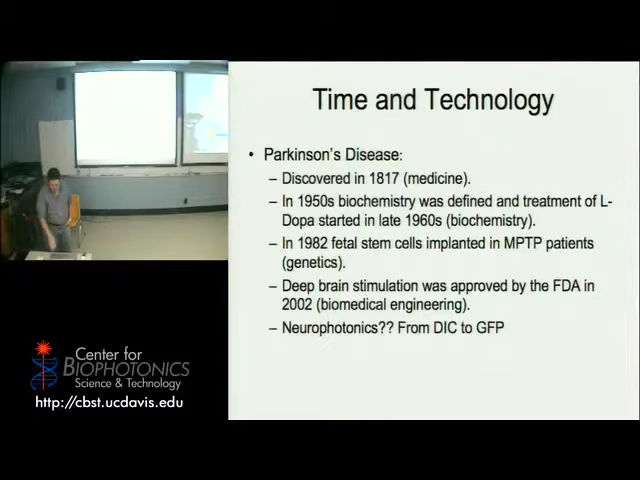 Time and Technology
• Parkinson's Disease:
– Discovered in 1817 (medicine).
– In 1950s biochemistry was defined and treatment of L-
Dopa started in late 1960s (biochemistry).
– In 1982 fetal stem cells implanted in MPTP patients
(genetics).
– Deep brain stimulation was approved by the FDA in
2002 (biomedical engineering).
– Neurophotonics?? From DIC to GFP
Center for
BIOPHOTONICS
Science & Technology
http://cbst.ucdavis.edu